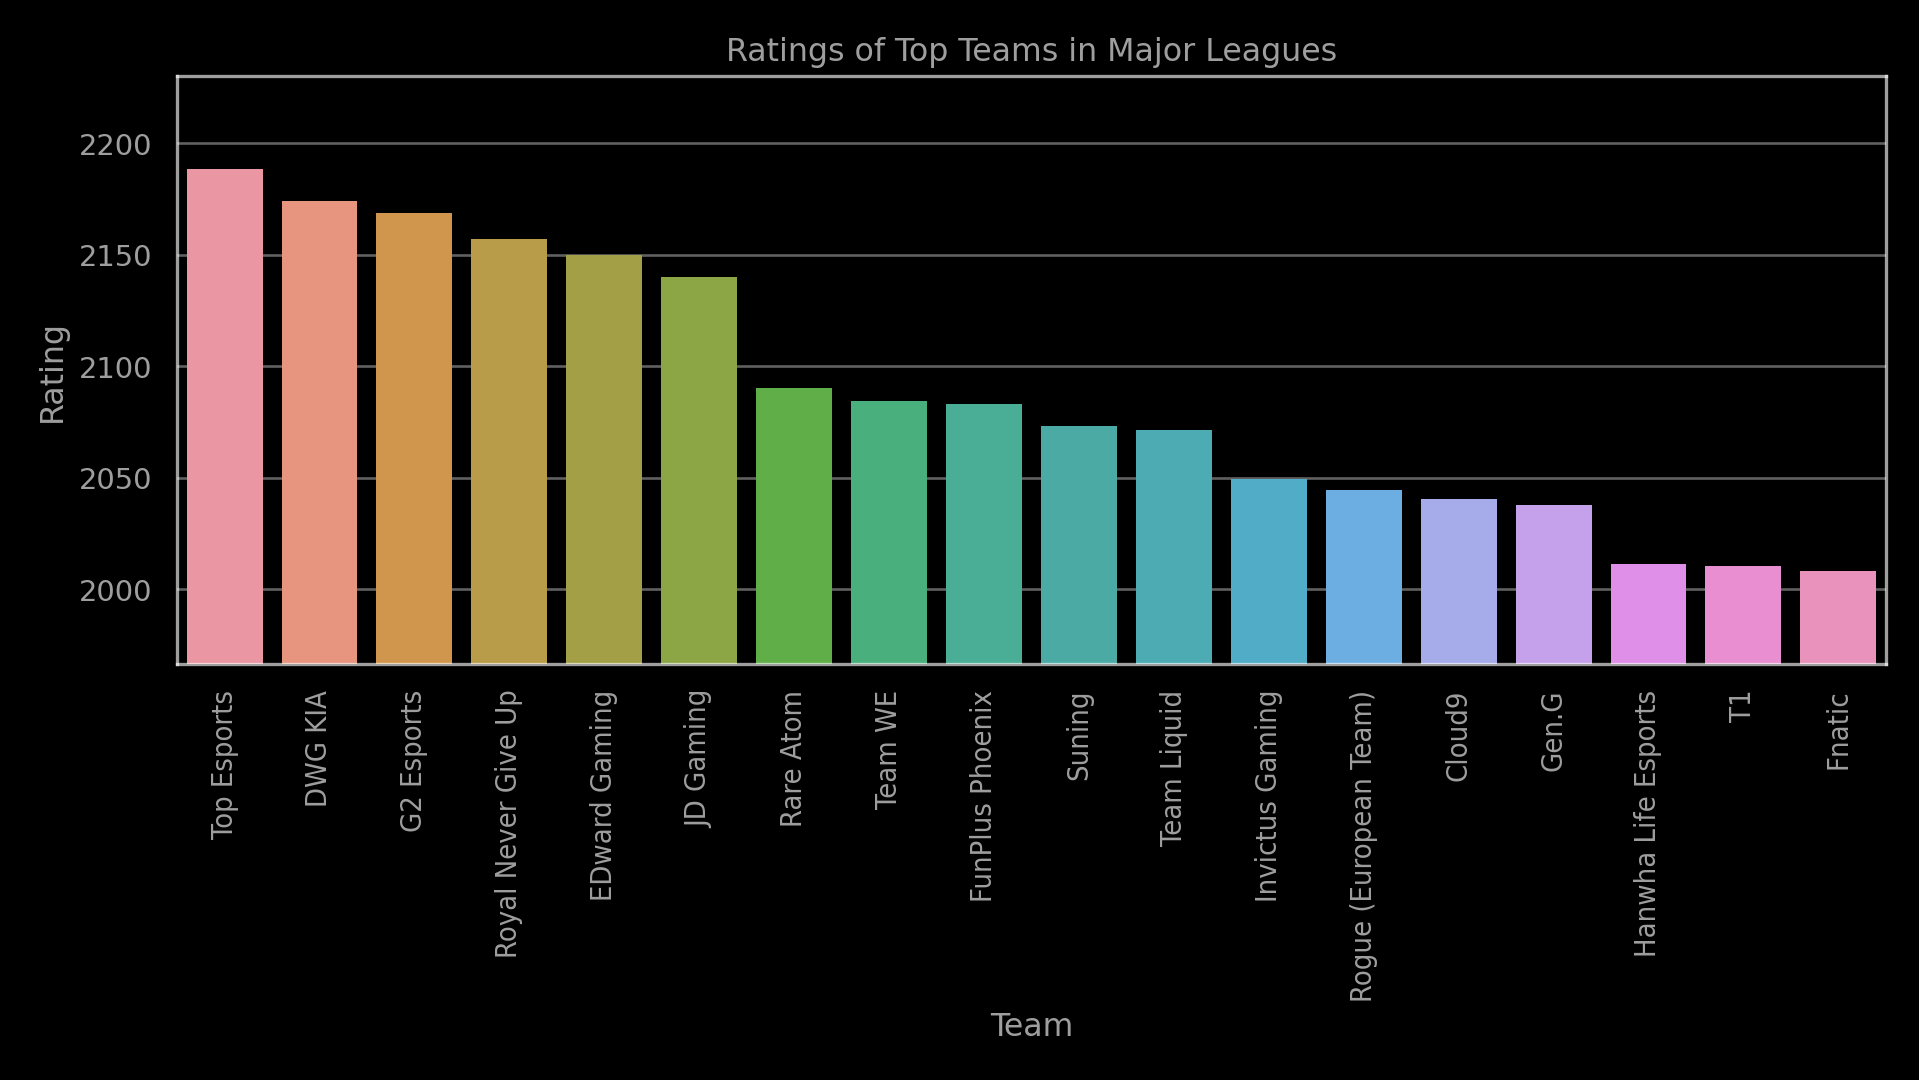 Ratings of Top Teams in Major Leagues
2200
2150
2100
2050
2000
Rating
Top Esports
DWG KIA
G2 Esports
Royal Never Give Up
EDward Gaming
JD Gaming
Rare Atom
Team WE
FunPlus Phoenix
Suning
Team Liquid
Invictus Gaming
Rogue (European Team)
Cloud9
Gen.G
Hanwha Life Esports
T1
Fnatic
Team